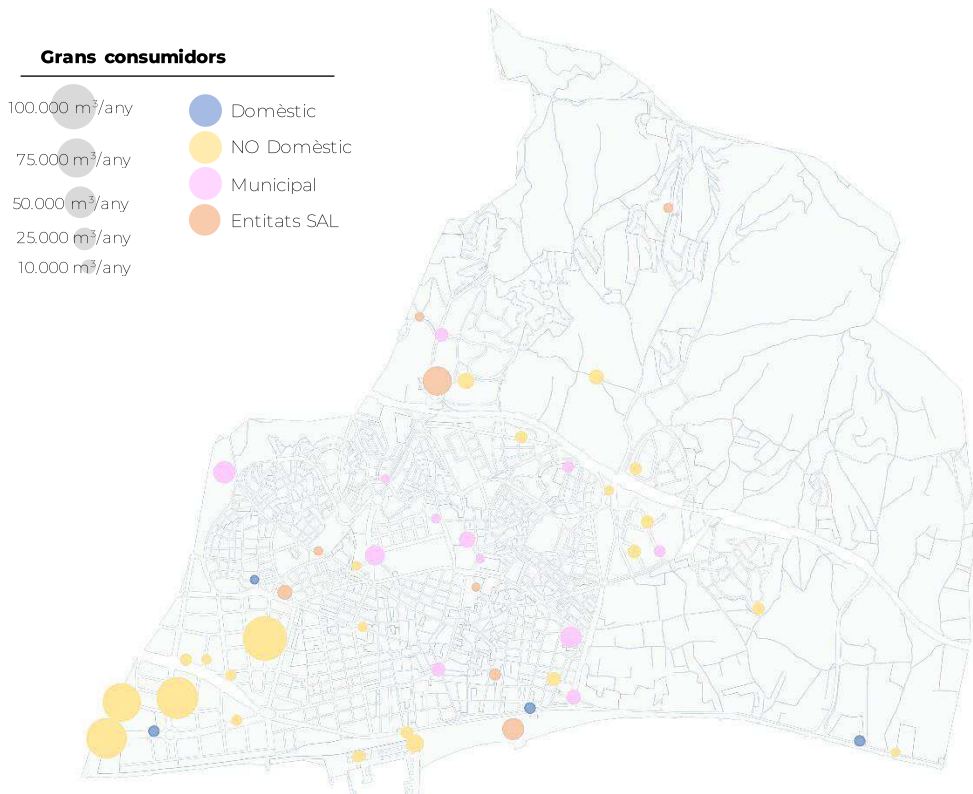 Grans consumidors
100.000 m³/any
75.000 m³/any
50.000 m³/any
25.000 m³/any
10.000 m³/any
Domèstic
NO Domèstic
Municipal
Entitats SAL